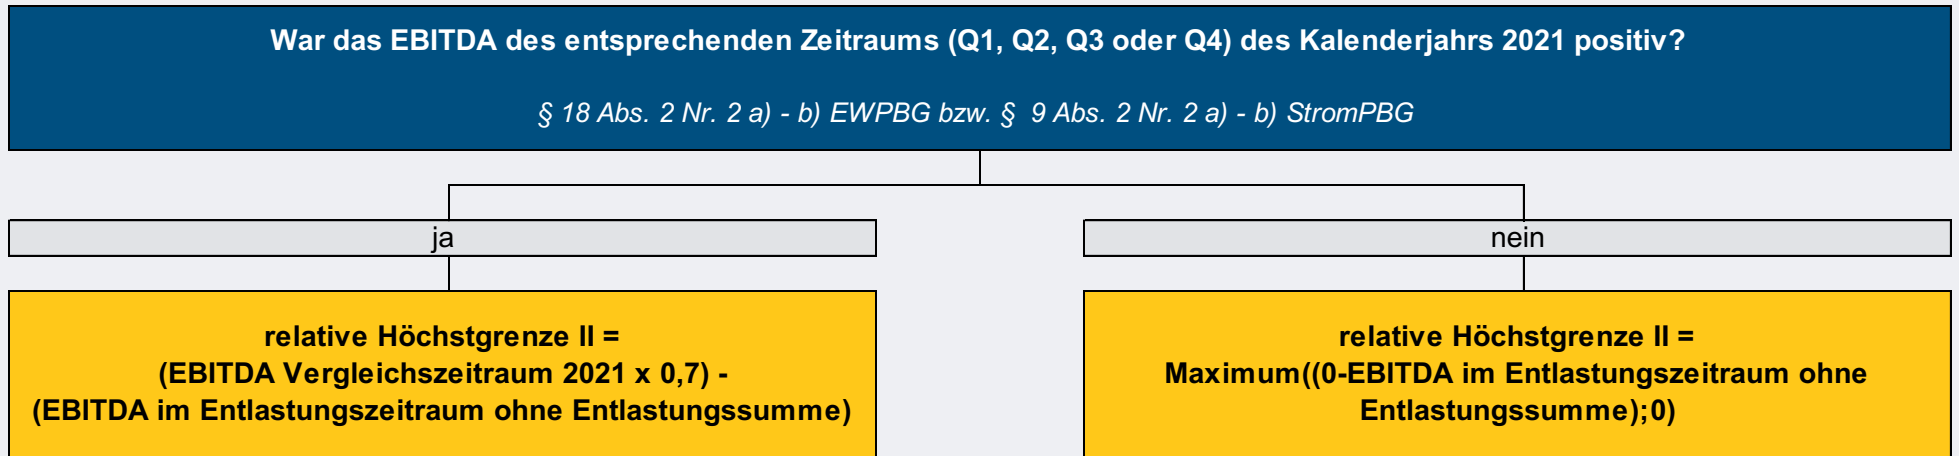 War das EBITDA des entsprechenden Zeitraums (Q1, Q2, Q3 oder Q4) des Kalenderjahrs 2021 positiv?
§ 18 Abs. 2 Nr. 2 a) - b) EWPBG bzw. § 9 Abs. 2 Nr. 2 a) - b) StromPBG
ja
nein
relative Höchstgrenze II =
(EBITDA Vergleichszeitraum 2021 x 0,7) -
(EBITDA im Entlastungszeitraum ohne Entlastungssumme)
relative Höchstgrenze II =
Maximum((0-EBITDA im Entlastungszeitraum ohne
Entlastungssumme);0)